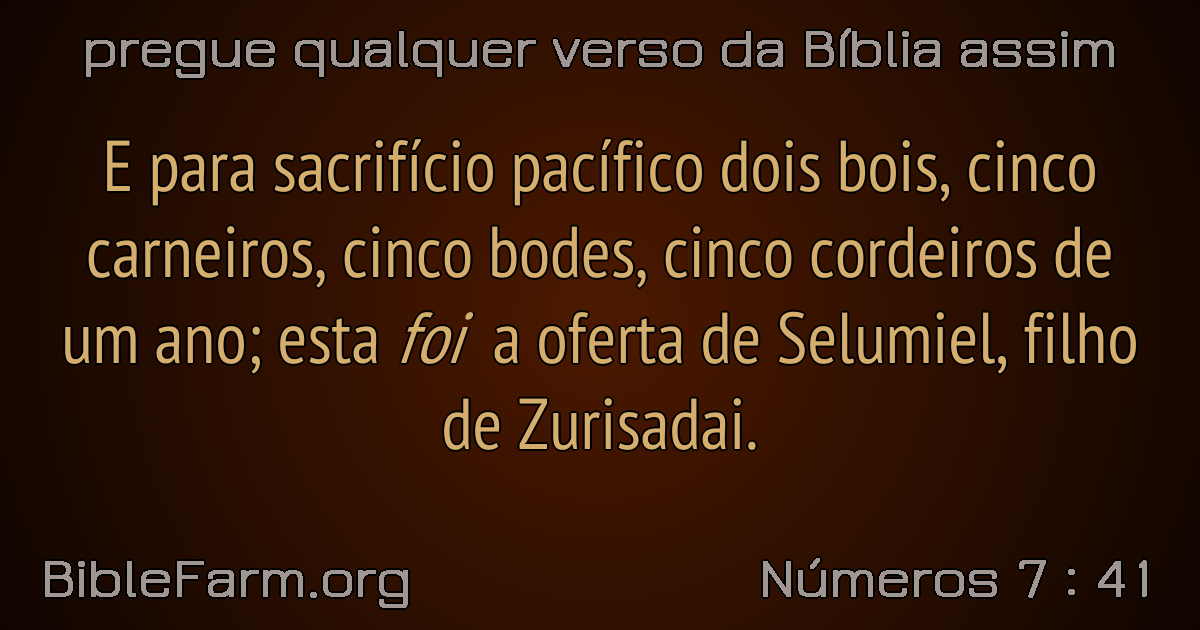 pregue qualquer verso da Bíblia assim
E para sacrifício pacífico dois bois, cinco
carneiros, cinco bodes, cinco cordeiros de
um ano; esta foi a oferta de Selumiel, filho
de Zurisadai.
BibleFarm.org
Números 7 : 41